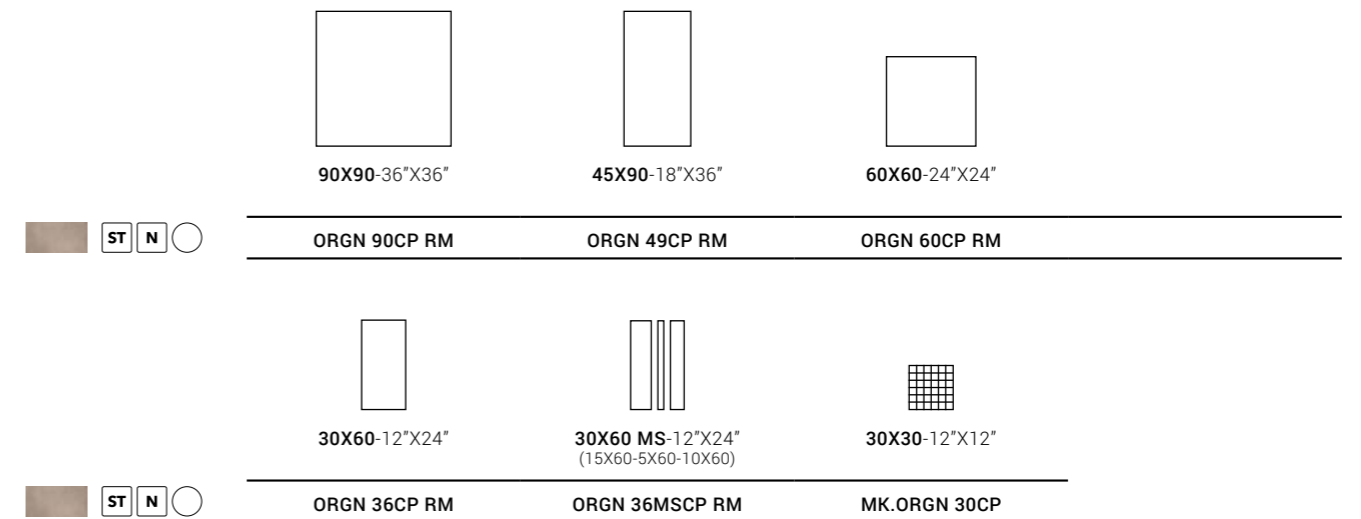 90X90-36”X36”
45X90-18”X36”
60X60-24”X24”
ST N
ORGN 90CP RM
ORGN 49CP RM
ORGN 60CP RM
30X60-12”X24”
30X60 MS-12”X24”
(15X60-5X60-10X60)
30X30-12”X12”
ST N
ORGN 36CP RM
ORGN 36MSCP RM
MK.ORGN 30CP